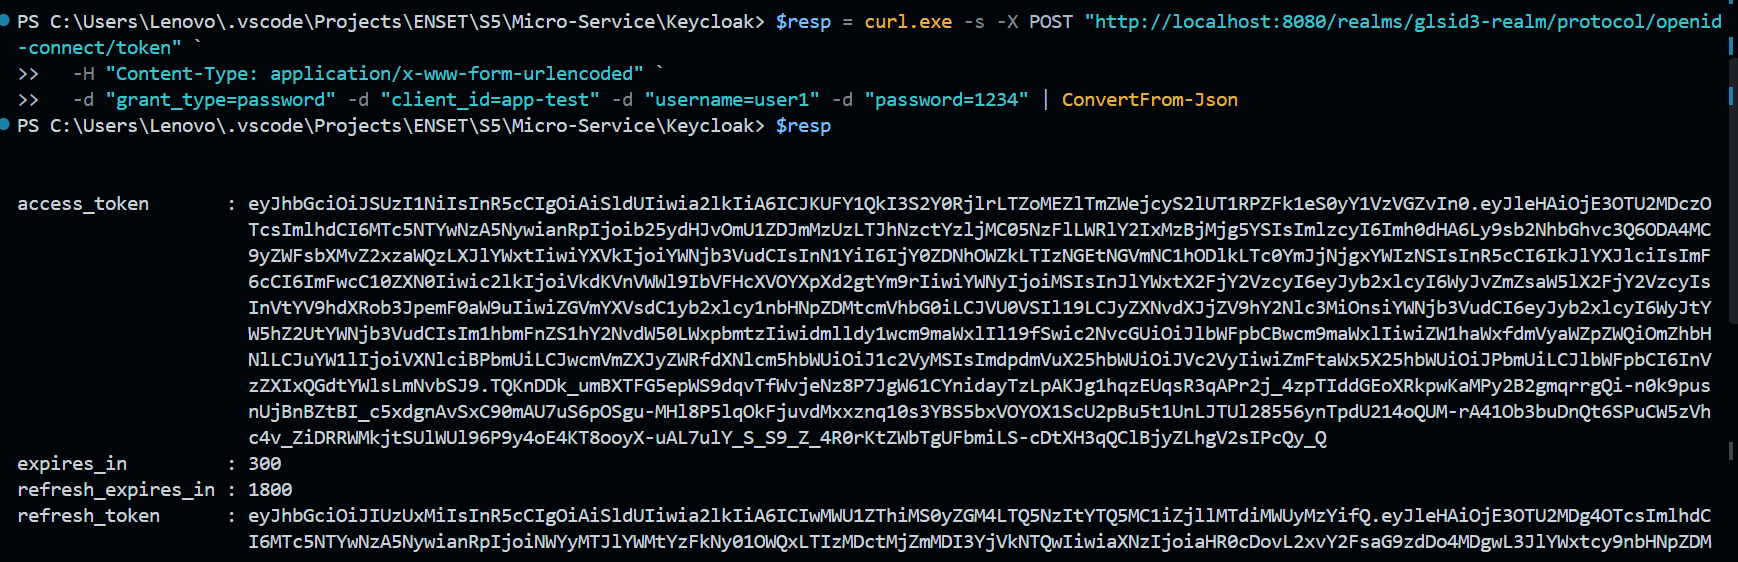 PS C:\Users\Lenovo\.vscode\Projects\ENSET\S5\Micro-Service\Keycloak> $resp = curl.exe -s -X POST "http://localhost:8080/realms/glsid3-realm/protocol/openid
-connect/token" `
>>   -H "Content-Type: application/x-www-form-urlencoded" `
>>   -d "grant_type=password" -d "client_id=app-test" -d "username=user1" -d "password=1234" | ConvertFrom-Json
PS C:\Users\Lenovo\.vscode\Projects\ENSET\S5\Micro-Service\Keycloak> $resp
access_token       : eyJhbGciOiJSUzI1NiIsInR5cCIgOiAiSldUIiwia2lkIiA6ICJKUFY1QkI3S2Y0RjlrLTZoMEZlTmZWejcyS2lUT1RPZFk1eS0yY1VzVGZvIn0.eyJleHAiOjE3OTU2MDczO
TcsImlhdCI6MTc5NTYwNzA5NywianRpIjoib25ydHJvOmU1ZDJmMzUzLTJhNzctYzljMC05NzFlLWRlY2IxMzBjMjg5YSIsImlzcyI6Imh0dHA6Ly9sb2NhbGhvc3Q6ODA4MC
9yZWFsbXMvZ2xzaWQzLXJlYWxtIiwiYXVkIjoiYWNjb3VudCIsInN1YiI6IjY0ZDNhOWZkLTIzNGEtNGVmNC1hODlkLTc0YmJjNjgxYWIzNSIsInR5cCI6IkJlYXJlciIsImF
6cCI6ImFwcC10ZXN0Iiwic2lkIjoiVkdKVnVWWl9IbVFHcXVOYXpXd2gtYm9rIiwiYWNyIjoiMSIsInJlYWxtX2FjY2VzcyI6eyJyb2xlcyI6WyJvZmZsaW5lX2FjY2VzcyIs
InVtYV9hdXRob3JpemF0aW9uIiwiZGVmYXVsdC1yb2xlcy1nbHNpZDMtcmVhbG0iLCJVU0VSIl19LCJyZXNvdXJjZV9hY2Nlc3MiOnsiYWNjb3VudCI6eyJyb2xlcyI6WyJtY
W5hZ2UtYWNjb3VudCIsIm1hbmFnZS1hY2NvdW50LWxpbmtzIiwidmlldy1wcm9maWxlIl19fSwic2NvcGUiOiJlbWFpbCBwcm9maWxlIiwiZW1haWxfdmVyaWZpZWQiOmZhbH
NlLCJuYW1lIjoiVXNlciBPbmUiLCJwcmVmZXJyZWRfdXNlcm5hbWUiOiJ1c2VyMSIsImdpdmVuX25hbWUiOiJVc2VyIiwiZmFtaWx5X25hbWUiOiJPbmUiLCJlbWFpbCI6InV
zZXIxQGdtYWlsLmNvbSJ9.TQKnDDk_umBXTFG5epWS9dqvTfWvjeNz8P7JgW61CYnidayTzLpAKJg1hqzEUqsR3qAPr2j_4zpTIddGEoXRkpwKaMPy2B2gmqrrgQi-n0k9pus
nUjBnBZtBI_c5xdgnAvSxC90mAU7uS6pOSgu-MHl8P5lqOkFjuvdMxxznq10s3YBS5bxVOYOX1ScU2pBu5t1UnLJTUl28556ynTpdU214oQUM-rA41Ob3buDnQt6SPuCW5zVh
c4v_ZiDRRWMkjtSUlWUl96P9y4oE4KT8ooyX-uAL7ulY_S_S9_Z_4R0rKtZWbTgUFbmiLS-cDtXH3qQClBjyZLhgV2sIPcQy_Q
expires_in         : 300
refresh_expires_in : 1800
refresh_token      : eyJhbGciOiJIUzUxMiIsInR5cCIgOiAiSldUIiwia2lkIiA6ICIwMWU1ZThiMS0yZGM4LTQ5NzItYTQ5MC1iZjllMTdiMWUyMzYifQ.eyJleHAiOjE3OTU2MDg4OTcsImlhdC
I6MTc5NTYwNzA5NywianRpIjoiNWYyMTJlYWMtYzFkNy01OWQxLTIzMDctMjZmMDI3YjVkNTQwIiwiaXNzIjoiaHR0cDovL2xvY2FsaG9zdDo4MDgwL3JlYWxtcy9nbHNpZDM